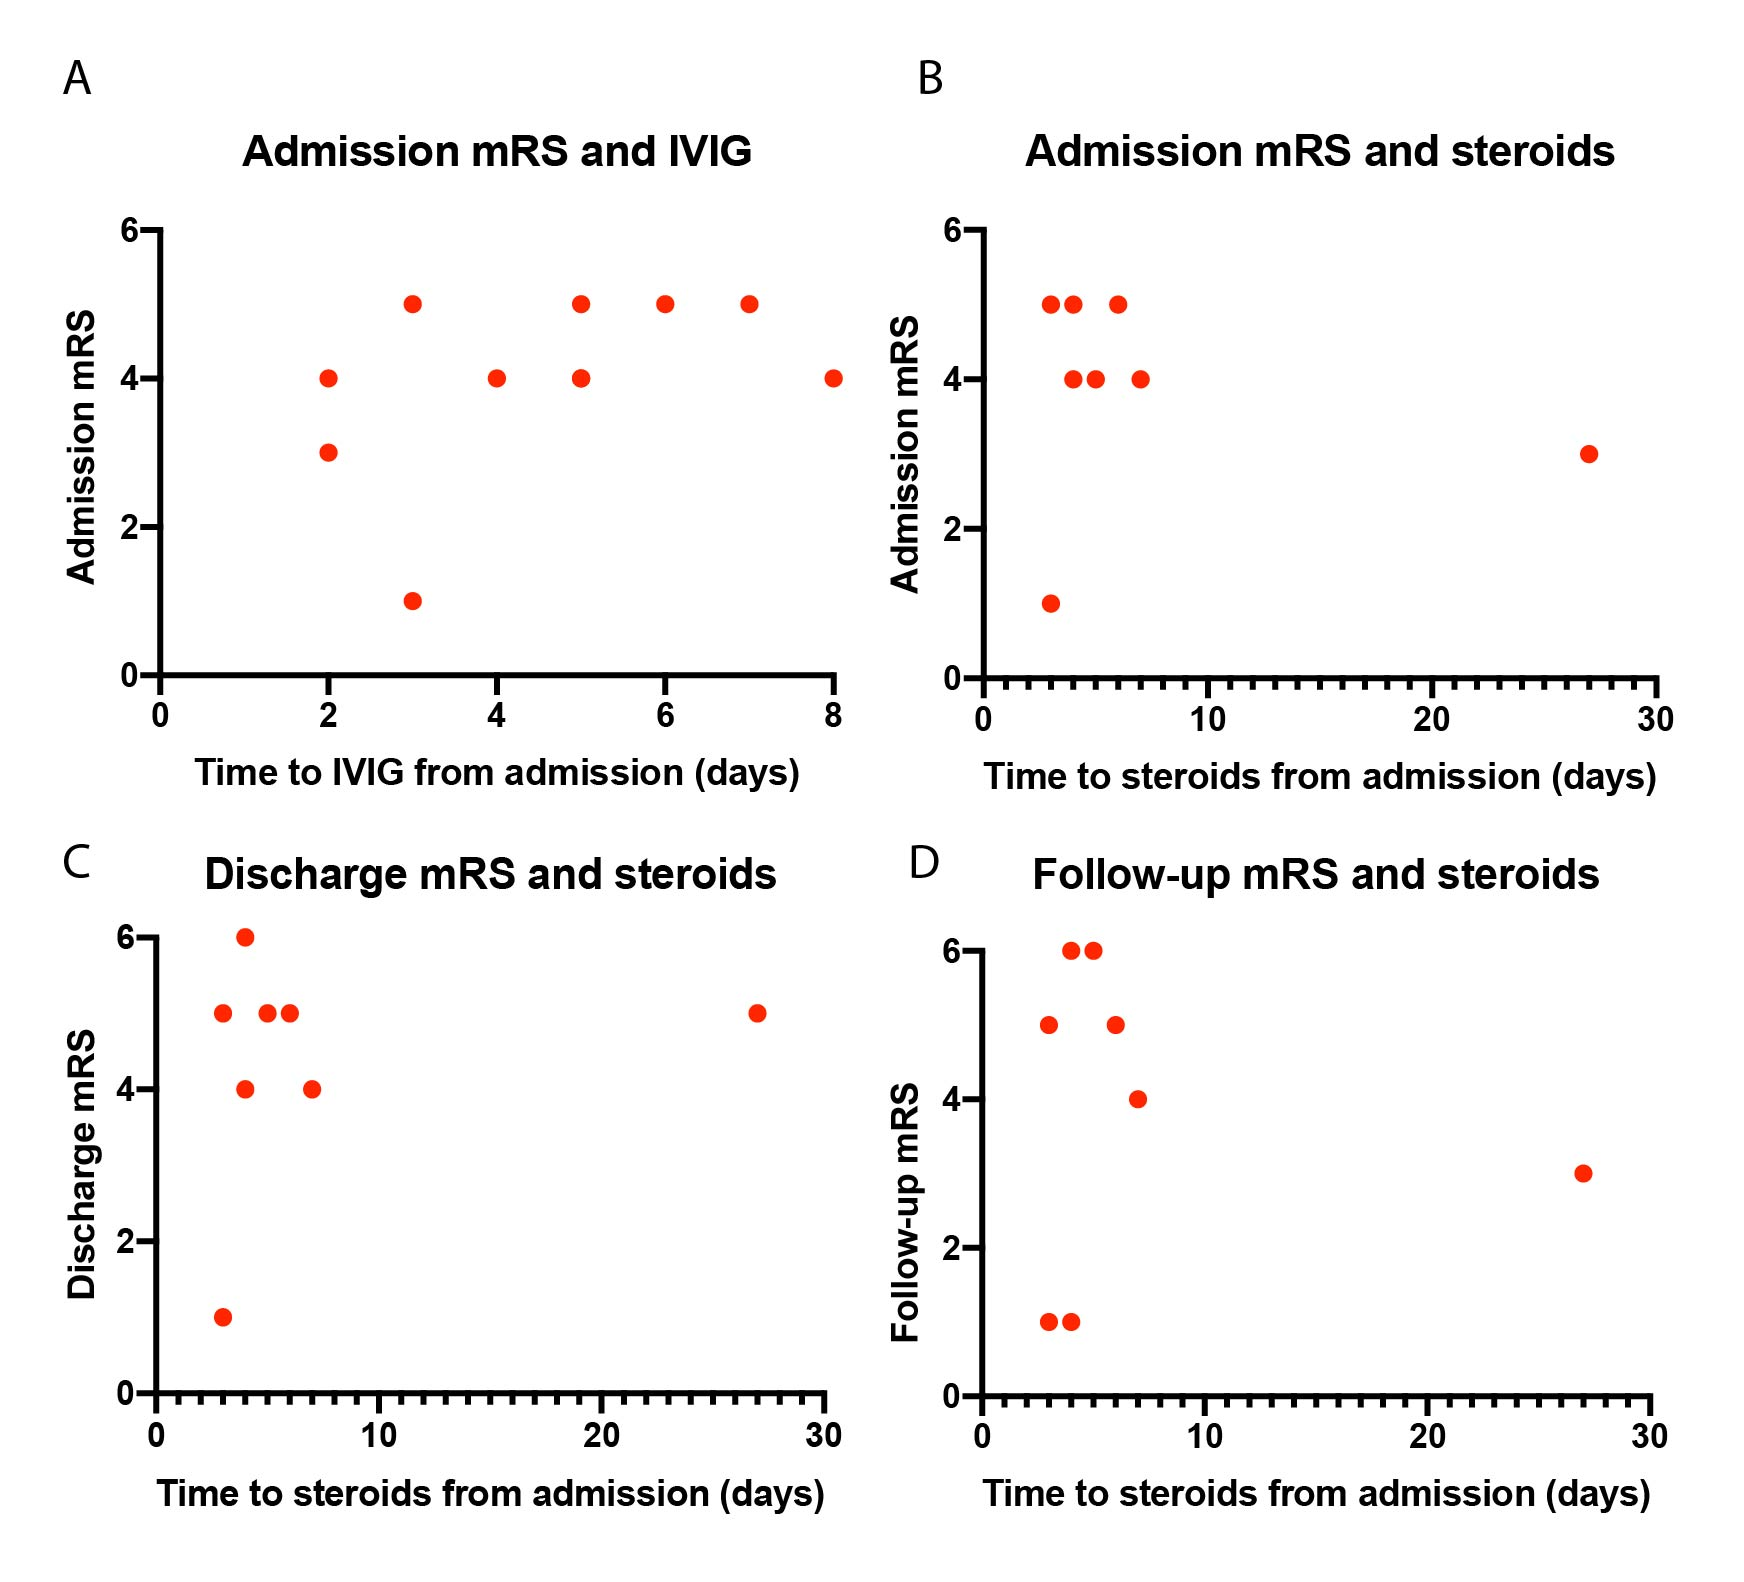 A
Admission mRS and IVIG
6
4
2
0
Admission mRS
0 2 4 6 8
Time to IVIG from admission (days)
B
Admission mRS and steroids
6
4
2
0
Admission mRS
0 10 20 30
Time to steroids from admission (days)
C
Discharge mRS and steroids
6
4
2
0
Discharge mRS
0 10 20 30
Time to steroids from admission (days)
D
Follow-up mRS and steroids
6
4
2
0
Follow-up mRS
0 10 20 30
Time to steroids from admission (days)